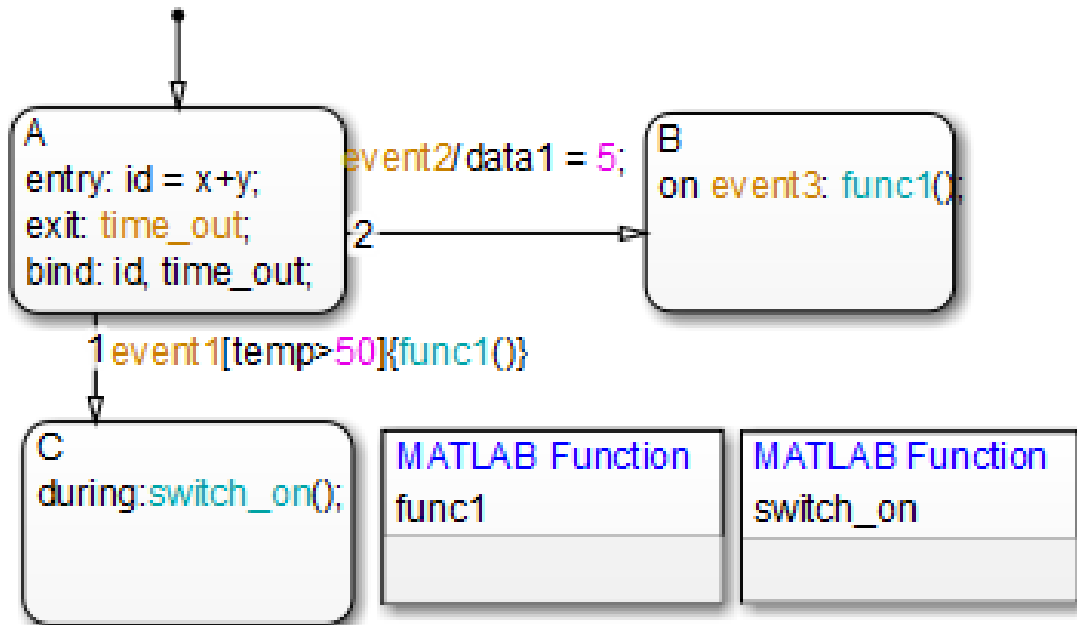 A
entry: id = x+y;
exit: time_out;
bind: id, time_out;
event2/data1 = 5;
2
B
on event3: func1();
1 event1[temp>50]{func1()}
C
during:switch_on();
MATLAB Function
func1
MATLAB Function
switch_on